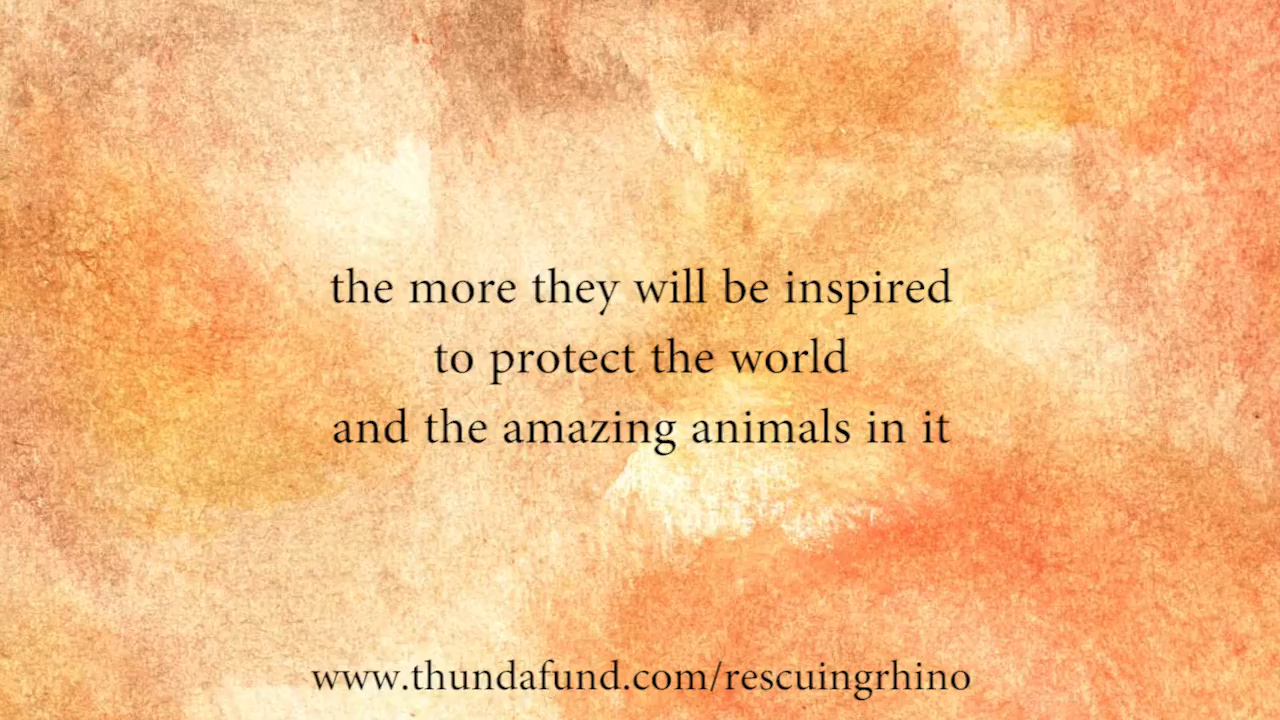 the more they will be inspired
to protect the world
and the amazing animals in it
www.thundafund.com/rescuingrhino